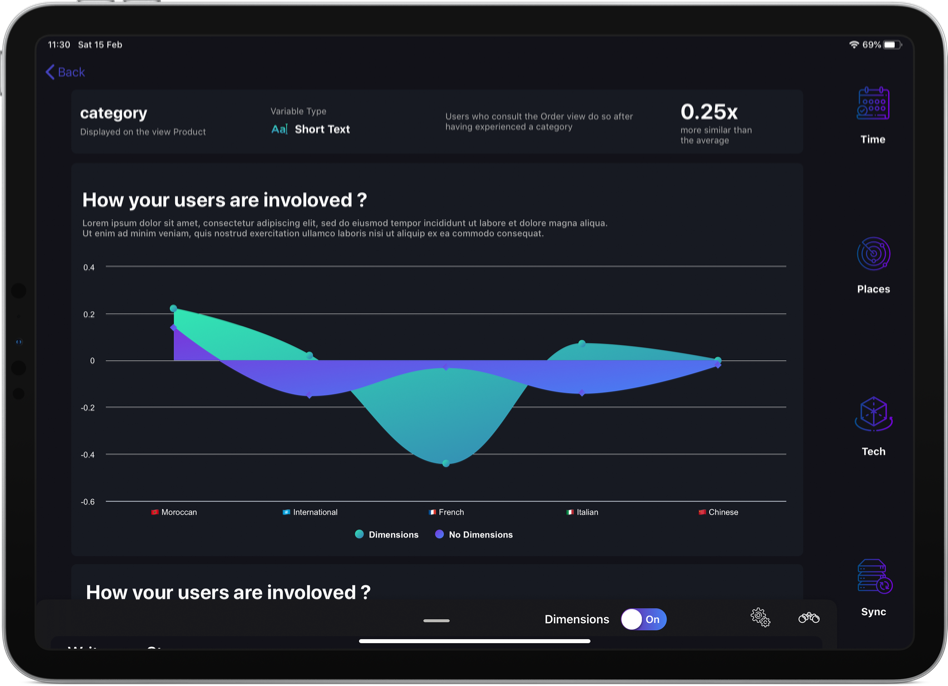 11:30 Sat 15 Feb
69%
Back
category
Displayed on the view Product
Variable Type
Aa Short Text
Users who consult the Order view do so after
having experienced a category
0.25x
more similar than
the average
Time
How your users are involoved ?
Lorem ipsum dolor sit amet, consectetur adipiscing elit, sed do eiusmod tempor incididunt ut labore et dolore magna aliqua.
Ut enim ad minim veniam, quis nostrud exercitation ullamco laboris nisi ut aliquip ex ea commodo consequat.
0.4
0.2
0
-0.2
-0.4
-0.6
Moroccan
International
French
Italian
Chinese
Dimensions
No Dimensions
Places
Tech
Sync
How your users are involoved ?
Dimensions
On